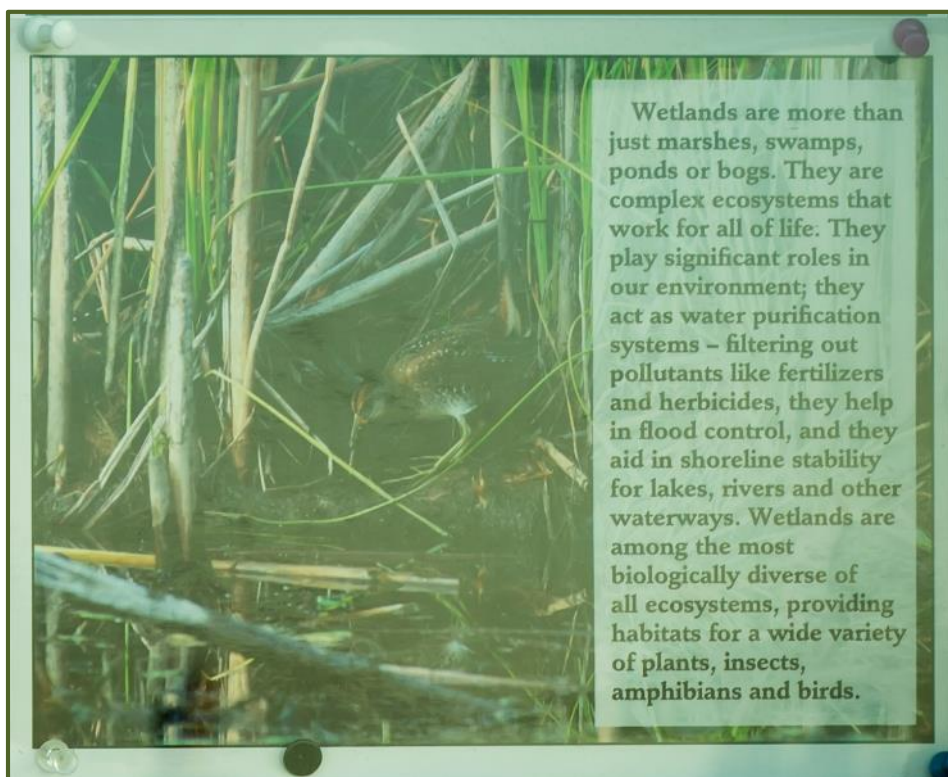 Wetlands are more than
just marshes, swamps,
ponds or bogs. They are
complex ecosystems that
work for all of life. They
play significant roles in
our environment; they
act as water purification
systems – filtering out
pollutants like fertilizers
and herbicides, they help
in flood control, and they
aid in shoreline stability
for lakes, rivers and other
waterways. Wetlands are
among the most
biologically diverse of
all ecosystems, providing
habitats for a wide variety
of plants, insects,
amphibians and birds.